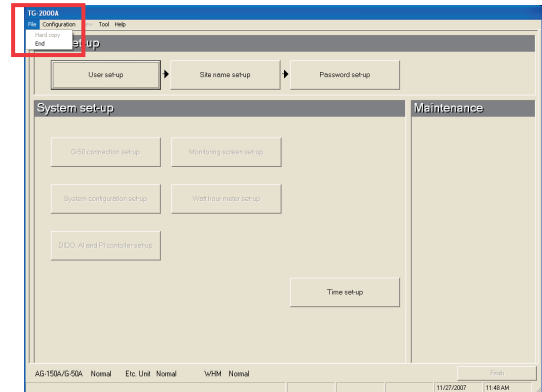 TG-2000A
File Configuration Tool Help
Hard copy
End
et-up
User set-up
Site name set-up
Password set-up
System set-up
Maintenance
G-50 connection set-up
Monitoring screen set-up
System configuration set-up
Watt hour meter set-up
DIDO, AI and PI contoller set-up
Time set-up
AG-150A/G-50A Normal Etc. Unit Normal WHM Normal
Finish
11/27/2007 11:48 AM